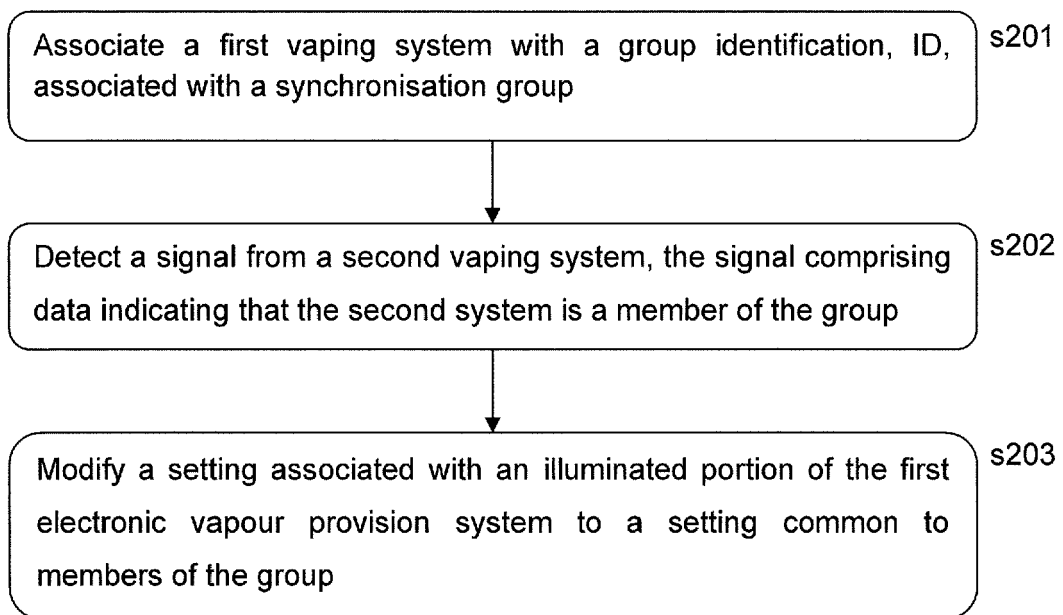 Associate a first vaping system with a group identification, ID,
associated with a synchronisation group
s201
Detect a signal from a second vaping system, the signal comprising
data indicating that the second system is a member of the group
s202
Modify a setting associated with an illuminated portion of the first
electronic vapour provision system to a setting common to
members of the group
s203